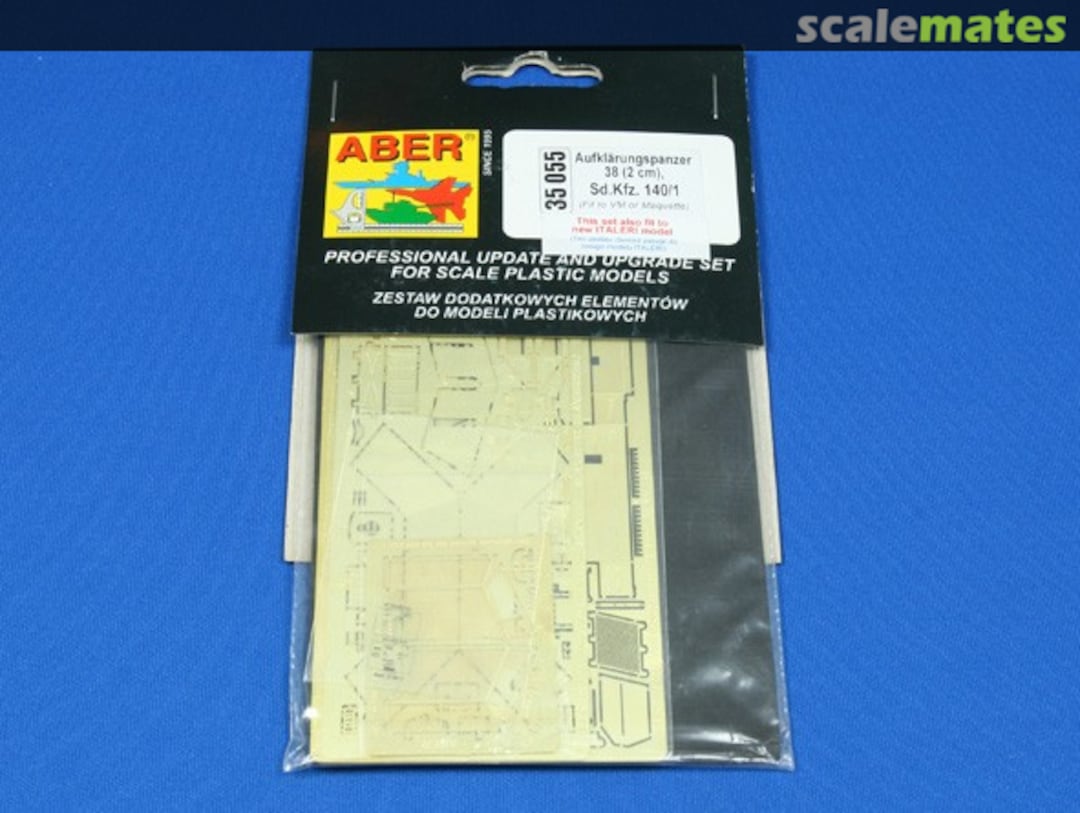 scalemates
ABER®
SINCE 1995
35 055
Aufklärungspanzer
38 (2 cm),
Sd.Kfz. 140/1
(Fit to VM or Maquette)
This set also fit to
new ITALERI model
PROFESSIONAL UPDATE AND UPGRADE SET
FOR SCALE PLASTIC MODELS
ZESTAW DODATKOWYCH ELEMENTÓW
DO MODELI PLASTIKOWYCH